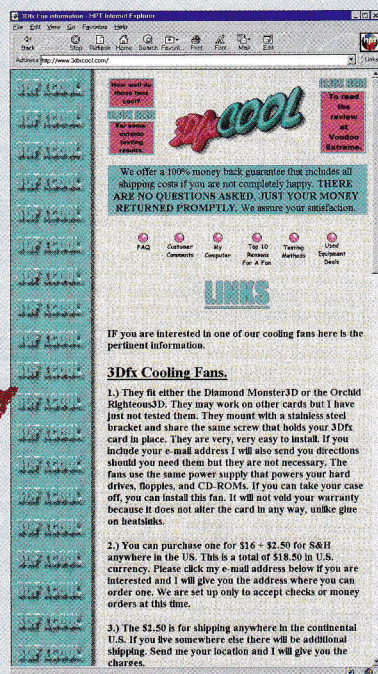 3Dfx Fan information - HPT Internet Explorer
File Edit View Go Favorites Help
Back Stop Refresh Home Search Favorit... Print Font Mail Edit
Address http://www.3dfxcool.com/ Links
How well do
those fans
cool?
CLICK HERE
For some
outside
testing
results.
3Dfx COOL
CLICK HERE
To read
the
review
at
Voodoo
Extreme.
We offer a 100% money back guarantee that includes all
shipping costs if you are not completely happy. THERE
ARE NO QUESTIONS ASKED, JUST YOUR MONEY
RETURNED PROMPTLY. We assure your satisfaction.
FAQ
Customer
Comments
My
Computer
Top 10
Reasons
For A Fan
Testing
Methods
Used
Equipment
Deals
LINKS
IF you are interested in one of our cooling fans here is the
pertinent information.
3Dfx Cooling Fans.
1.) They fit either the Diamond Monster3D or the Orchid
Righteous3D. They may work on other cards but I have
just not tested them. They mount with a stainless steel
bracket and share the same screw that holds your 3Dfx
card in place. They are very, very easy to install. If you
include your e-mail address I will also send you directions
should you need them but they are not necessary. The
fans use the same power supply that powers your hard
drives, floppies, and CD-ROMs. If you can take your case
off, you can install this fan. It will not void your warranty
because it does not alter the card in any way, unlike glue
on heatsinks.
2.) You can purchase one for $16 + $2.50 for S&H
anywhere in the US. This is a total of $18.50 in U.S.
currency. Please click my e-mail address below if you are
interested and I will give you the address where you can
order one. We are set up only to accept checks or money
orders at this time.
3.) The $2.50 is for shipping anywhere in the continental
U.S. If you live somewhere else there will be additional
shipping. Send me your location and I will give you the
charges.